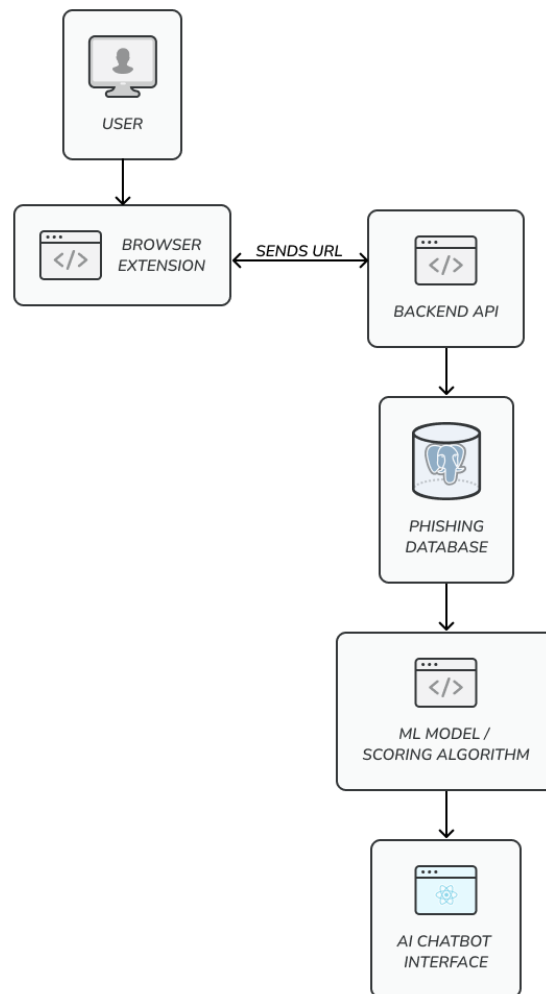 USER
BROWSER
EXTENSION
SENDS URL
</>
</>
BACKEND API
PHISHING
DATABASE
</>
ML MODEL /
SCORING ALGORITHM
AI CHATBOT
INTERFACE